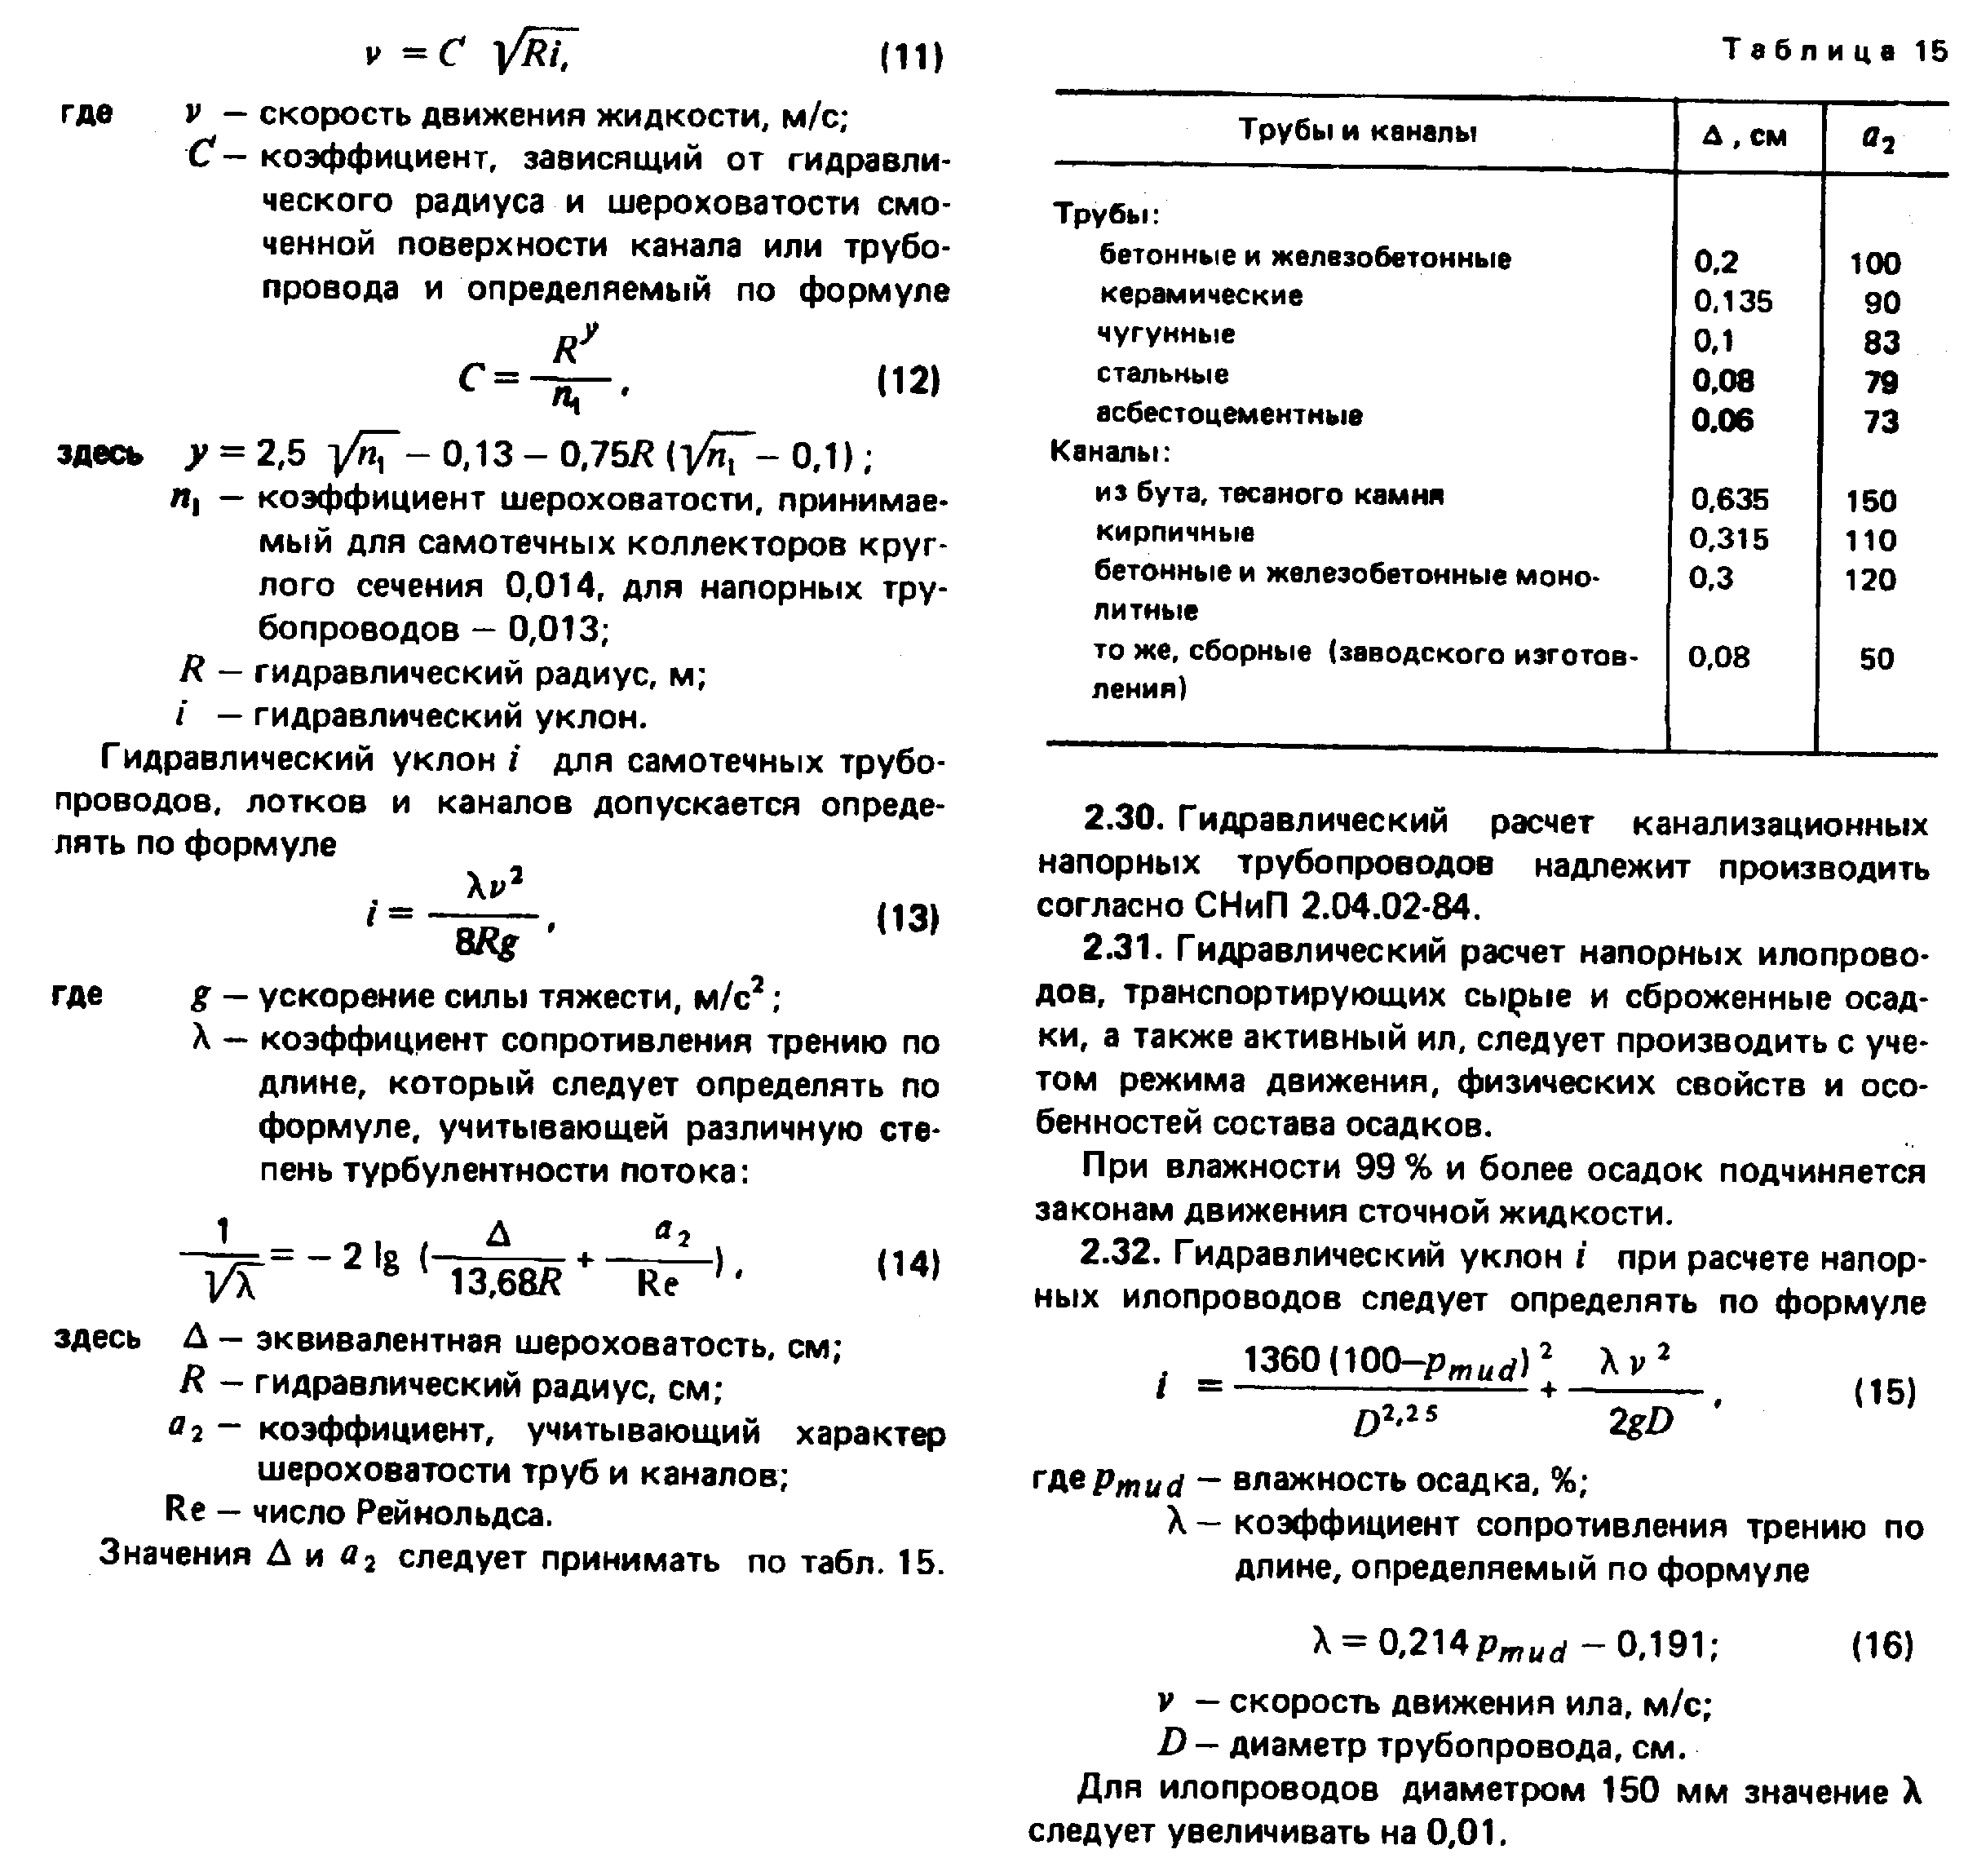 v = C √Ri, (11)
где v — скорость движения жидкости, м/с;
C — коэффициент, зависящий от гидравли-
ческого радиуса и шероховатости смо-
ченной поверхности канала или трубо-
провода и определяемый по формуле
C = R^y / n₁ , (12)
здесь y = 2,5 √n₁ − 0,13 − 0,75R (√n₁ − 0,1) ;
n₁ — коэффициент шероховатости, принимае-
мый для самотечных коллекторов круг-
лого сечения 0,014, для напорных тру-
бопроводов — 0,013;
R — гидравлический радиус, м;
i — гидравлический уклон.
Гидравлический уклон i для самотечных трубо-
проводов, лотков и каналов допускается опреде-
лять по формуле
i = λv² / 8Rg , (13)
где g — ускорение силы тяжести, м/с² ;
λ — коэффициент сопротивления трению по
длине, который следует определять по
формуле, учитывающей различную сте-
пень турбулентности потока:
1 / √λ = − 2 lg (Δ / 13,68R + a₂ / Re) , (14)
здесь Δ — эквивалентная шероховатость, см;
R — гидравлический радиус, см;
a₂ — коэффициент, учитывающий характер
шероховатости труб и каналов;
Re — число Рейнольдса.
Значения Δ и a₂ следует принимать по табл. 15.
Таблица 15
Трубы и каналы Δ , см a₂
Трубы:
бетонные и железобетонные 0,2 100
керамические 0,135 90
чугунные 0,1 83
стальные 0,08 79
асбестоцементные 0,06 73
Каналы:
из бута, тесаного камня 0,635 150
кирпичные 0,315 110
бетонные и железобетонные моно- 0,3 120
литные
то же, сборные (заводского изготов- 0,08 50
ления)
2.30. Гидравлический расчет канализационных
напорных трубопроводов надлежит производить
согласно СНиП 2.04.02-84.
2.31. Гидравлический расчет напорных илопрово-
дов, транспортирующих сырые и сброженные осад-
ки, а также активный ил, следует производить с уче-
том режима движения, физических свойств и осо-
бенностей состава осадков.
При влажности 99 % и более осадок подчиняется
законам движения сточной жидкости.
2.32. Гидравлический уклон i при расчете напор-
ных илопроводов следует определять по формуле
i = 1360 (100—p_mud)² / D^2,25 + λ v² / 2gD , (15)
где p_mud — влажность осадка, %;
λ — коэффициент сопротивления трению по
длине, определяемый по формуле
λ = 0,214 p_mud − 0,191; (16)
v — скорость движения ила, м/с;
D — диаметр трубопровода, см.
Для илопроводов диаметром 150 мм значение λ
следует увеличивать на 0,01.